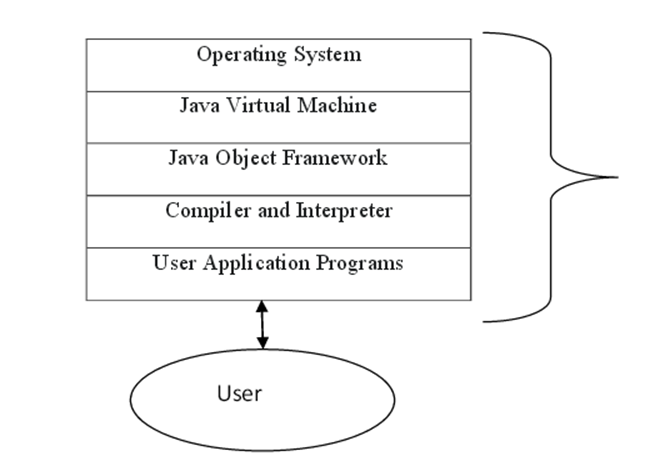 Operating System
Java Virtual Machine
Java Object Framework
Compiler and Interpreter
User Application Programs
User